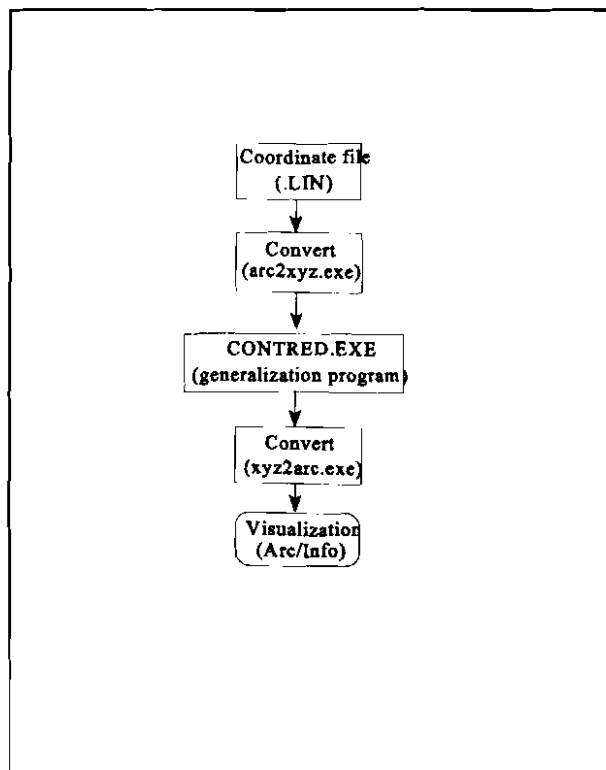 Coordinate file
(.LIN)
Convert
(arc2xyz.exe)
CONTRED.EXE
(generalization program)
Convert
(xyz2arc.exe)
Visualization
(Arc/Info)